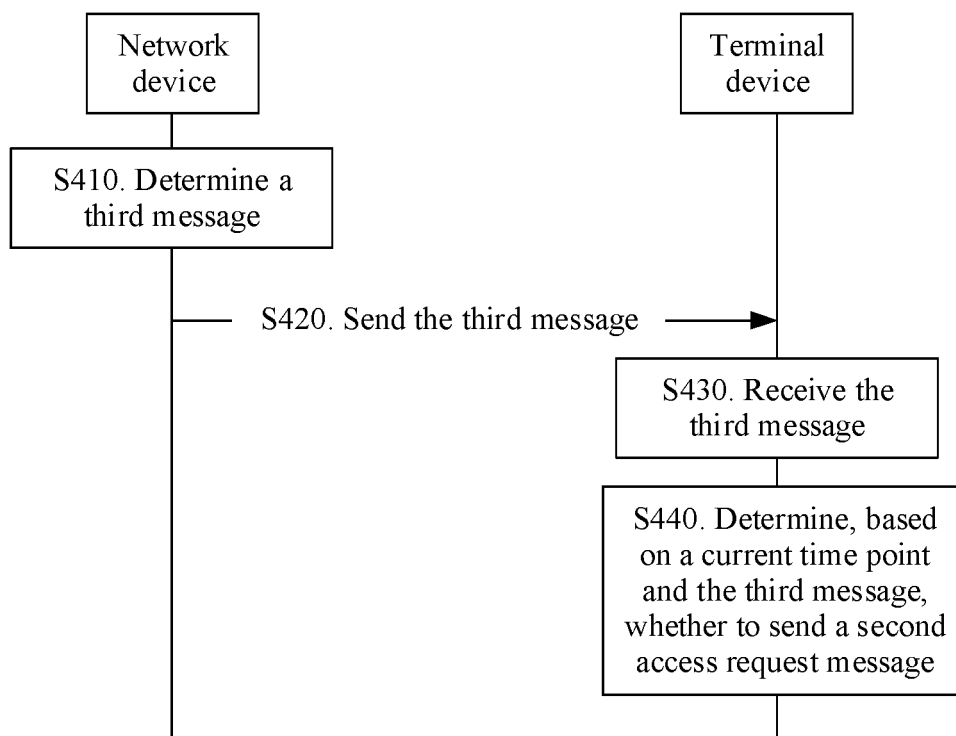 Network
device
Terminal
device
S410. Determine a
third message
S420. Send the third message
S430. Receive the
third message
S440. Determine, based
on a current time point
and the third message,
whether to send a second
access request message